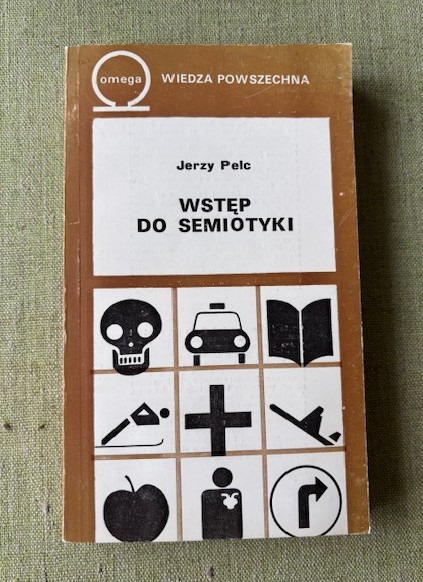 omega
WIEDZA POWSZECHNA
Jerzy Pelc
WSTĘP
DO SEMIOTYKI